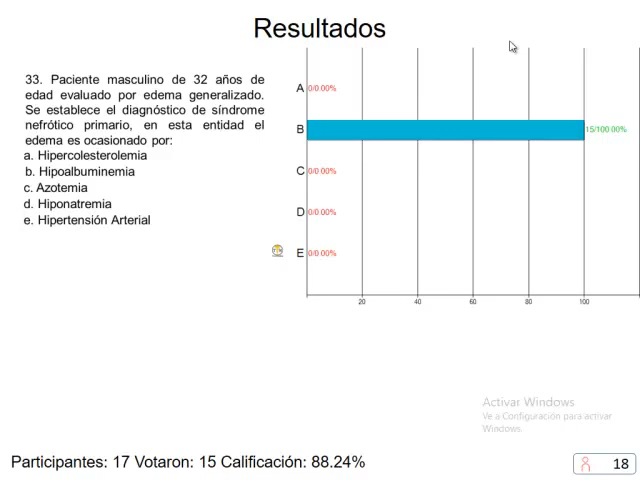 Resultados
33. Paciente masculino de 32 años de
edad evaluado por edema generalizado.
Se establece el diagnóstico de síndrome
nefrótico primario, en esta entidad el
edema es ocasionado por:
a. Hipercolesterolemia
b. Hipoalbuminemia
c. Azotemia
d. Hiponatremia
e. Hipertensión Arterial
A 0/0.00%
B 15/100.00%
C 0/0.00%
D 0/0.00%
E 0/0.00%
20 40 60 80 100
Activar Windows
Ve a Configuración para activar
Windows.
Participantes: 17 Votaron: 15 Calificación: 88.24%
18